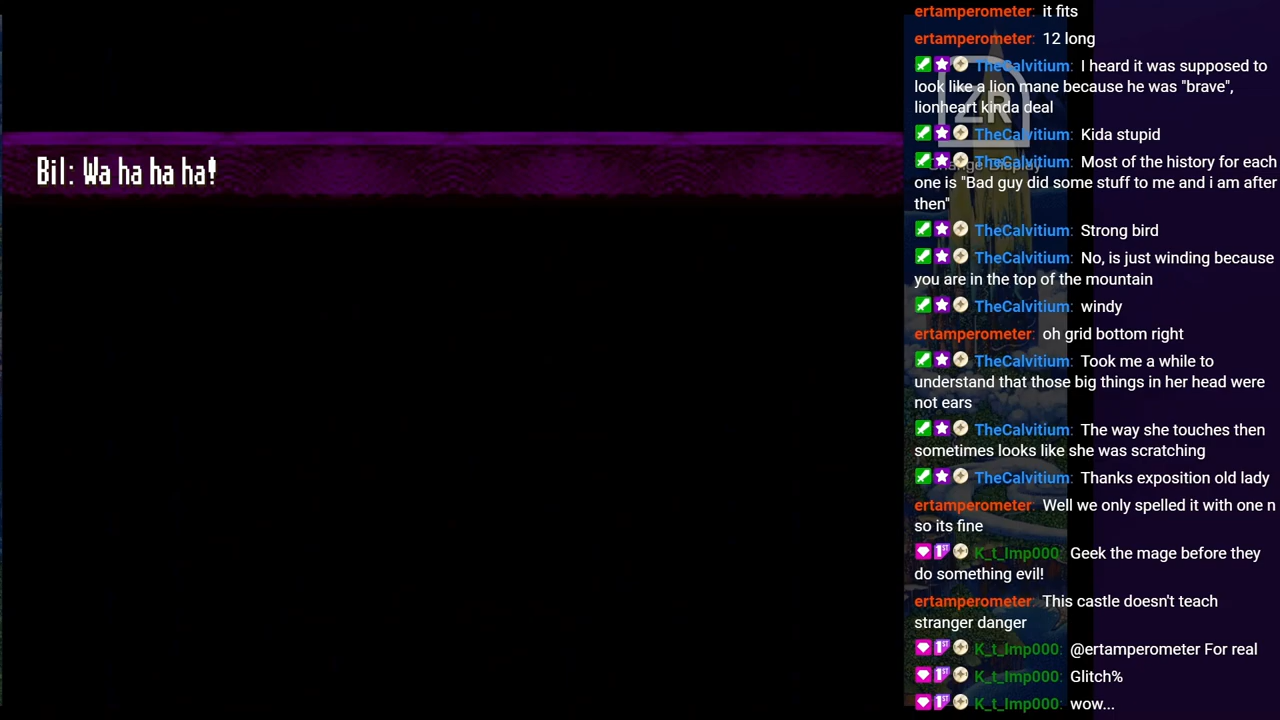 Bil: Wa ha ha ha!
ertamperometer: it fits
ertamperometer: 12 long
TheCalvitium: I heard it was supposed to
look like a lion mane because he was "brave",
lionheart kinda deal
TheCalvitium: Kida stupid
TheCalvitium: Most of the history for each
one is "Bad guy did some stuff to me and i am after
then"
TheCalvitium: Strong bird
TheCalvitium: No, is just winding because
you are in the top of the mountain
TheCalvitium: windy
ertamperometer: oh grid bottom right
TheCalvitium: Took me a while to
understand that those big things in her head were
not ears
TheCalvitium: The way she touches then
sometimes looks like she was scratching
TheCalvitium: Thanks exposition old lady
ertamperometer: Well we only spelled it with one n
so its fine
K_t_Imp000: Geek the mage before they
do something evil!
ertamperometer: This castle doesn't teach
stranger danger
K_t_Imp000: @ertamperometer For real
K_t_Imp000: Glitch%
K_t_Imp000: wow...
ZR
Change Display